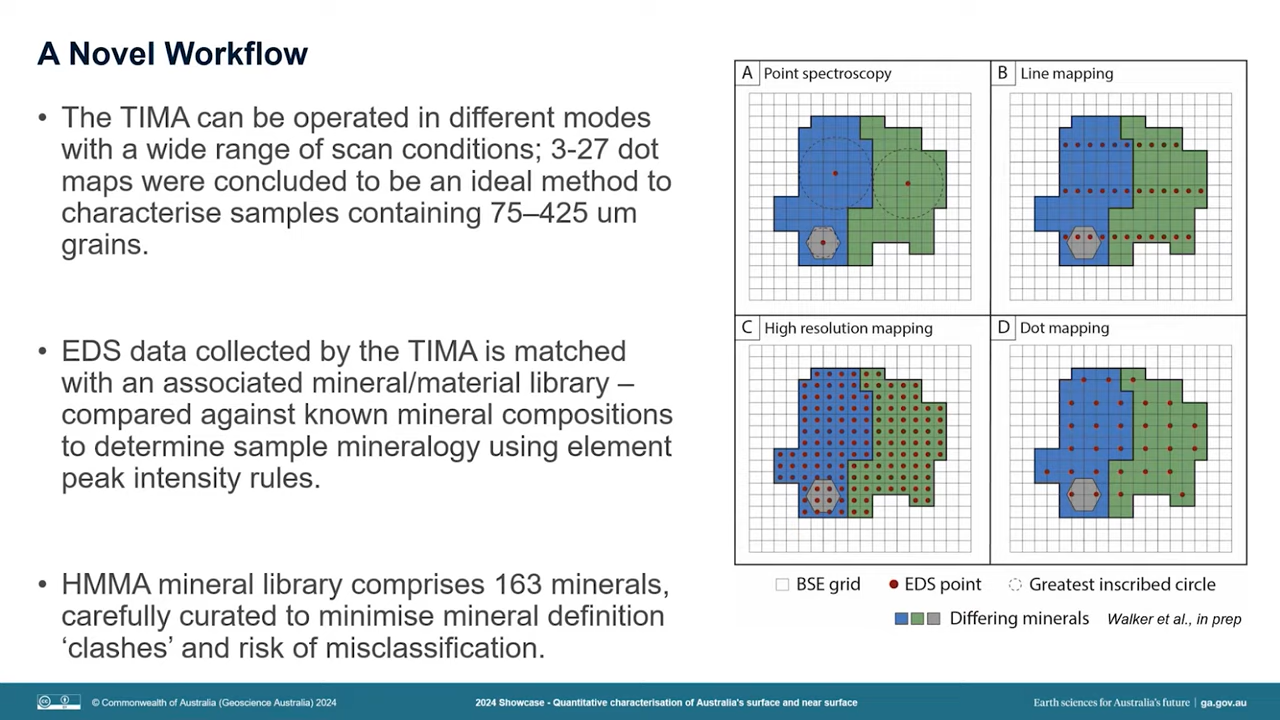 A Novel Workflow
• The TIMA can be operated in different modes
with a wide range of scan conditions; 3-27 dot
maps were concluded to be an ideal method to
characterise samples containing 75–425 um
grains.
• EDS data collected by the TIMA is matched
with an associated mineral/material library –
compared against known mineral compositions
to determine sample mineralogy using element
peak intensity rules.
• HMMA mineral library comprises 163 minerals,
carefully curated to minimise mineral definition
‘clashes’ and risk of misclassification.
A Point spectroscopy
B Line mapping
C High resolution mapping
D Dot mapping
BSE grid EDS point Greatest inscribed circle
Differing minerals Walker et al., in prep
© Commonwealth of Australia (Geoscience Australia) 2024
2024 Showcase - Quantitative characterisation of Australia's surface and near surface
Earth sciences for Australia's future | ga.gov.au